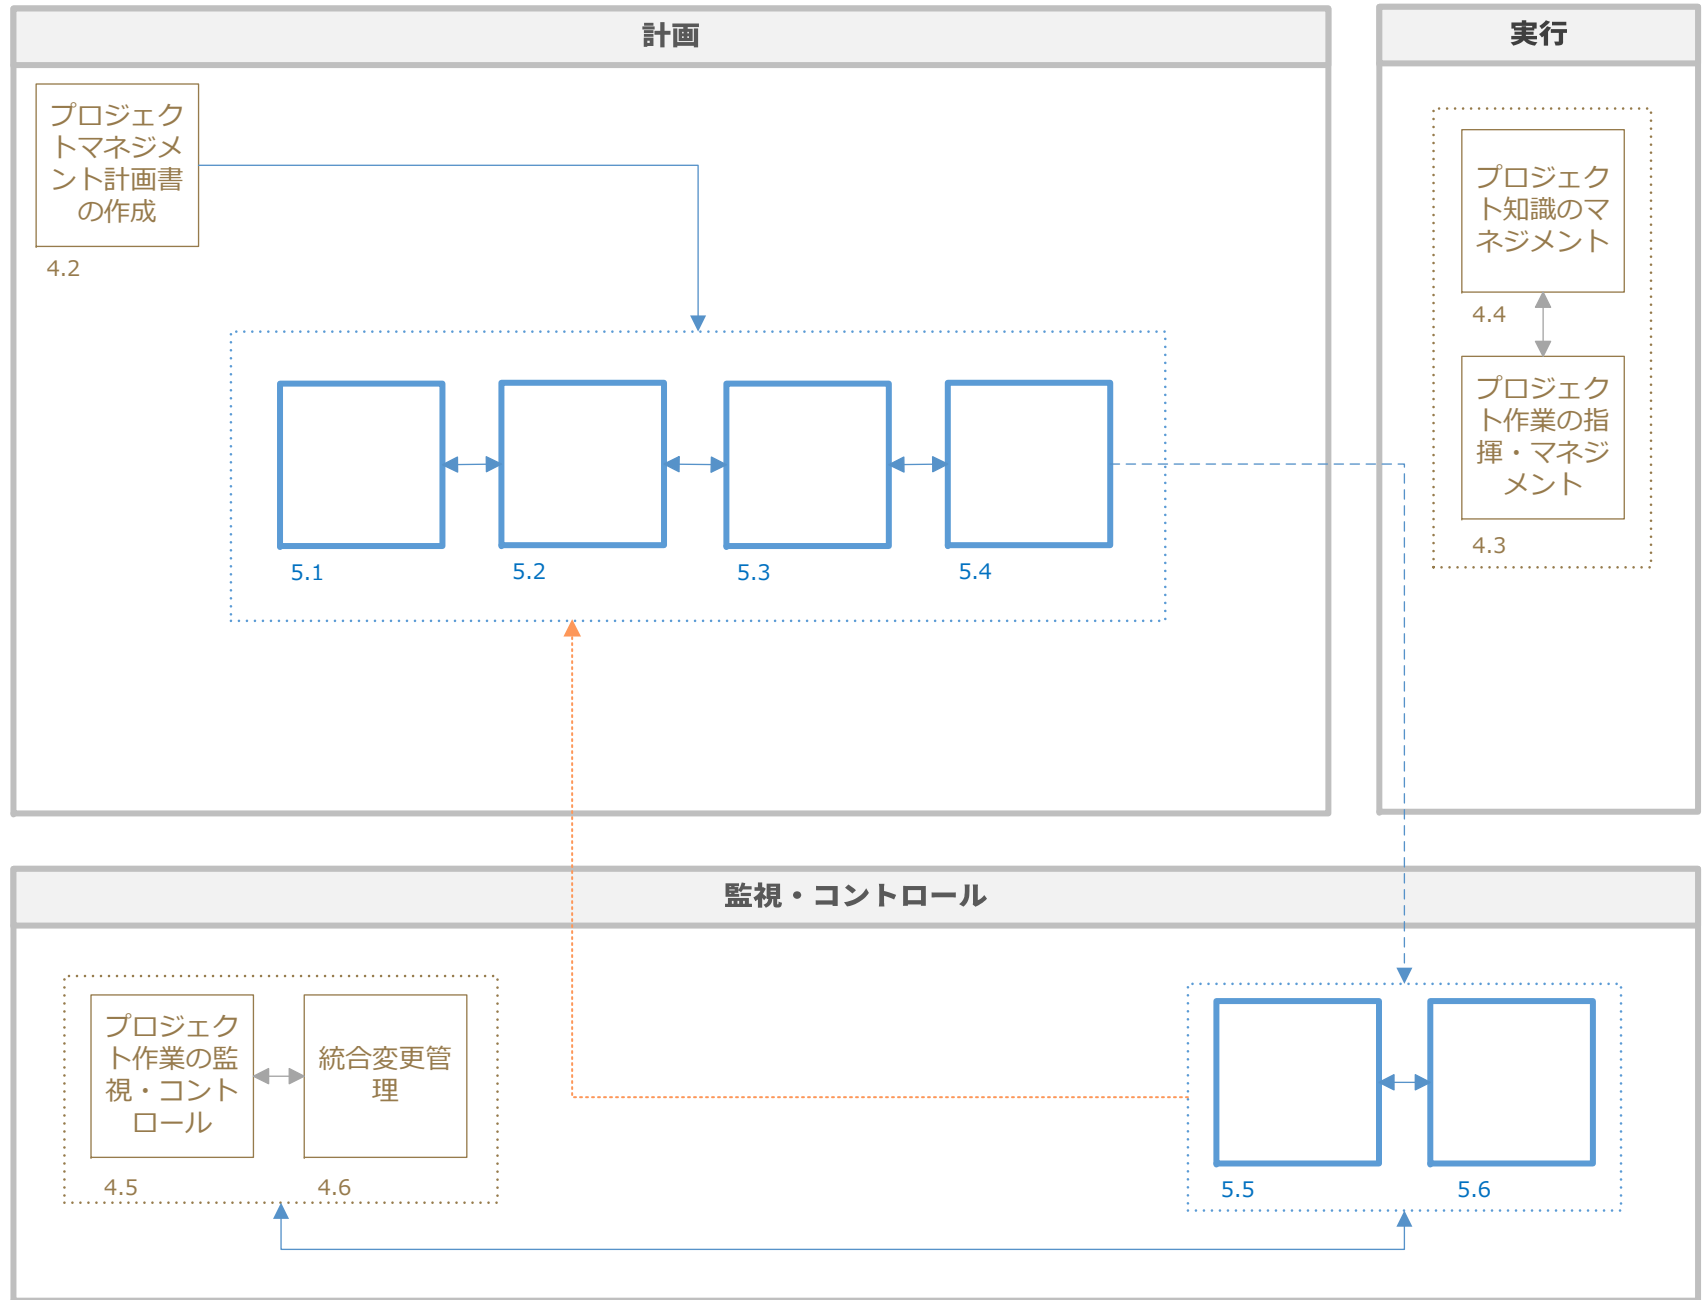 計画
実行
プロジェク
トマネジメ
ント計画書
の作成
4.2
プロジェク
ト知識のマ
ネジメント
4.4
プロジェク
ト作業の指
揮・マネジ
メント
4.3
5.1
5.2
5.3
5.4
監視・コントロール
プロジェク
ト作業の監
視・コント
ロール
4.5
統合変更管
理
4.6
5.5
5.6